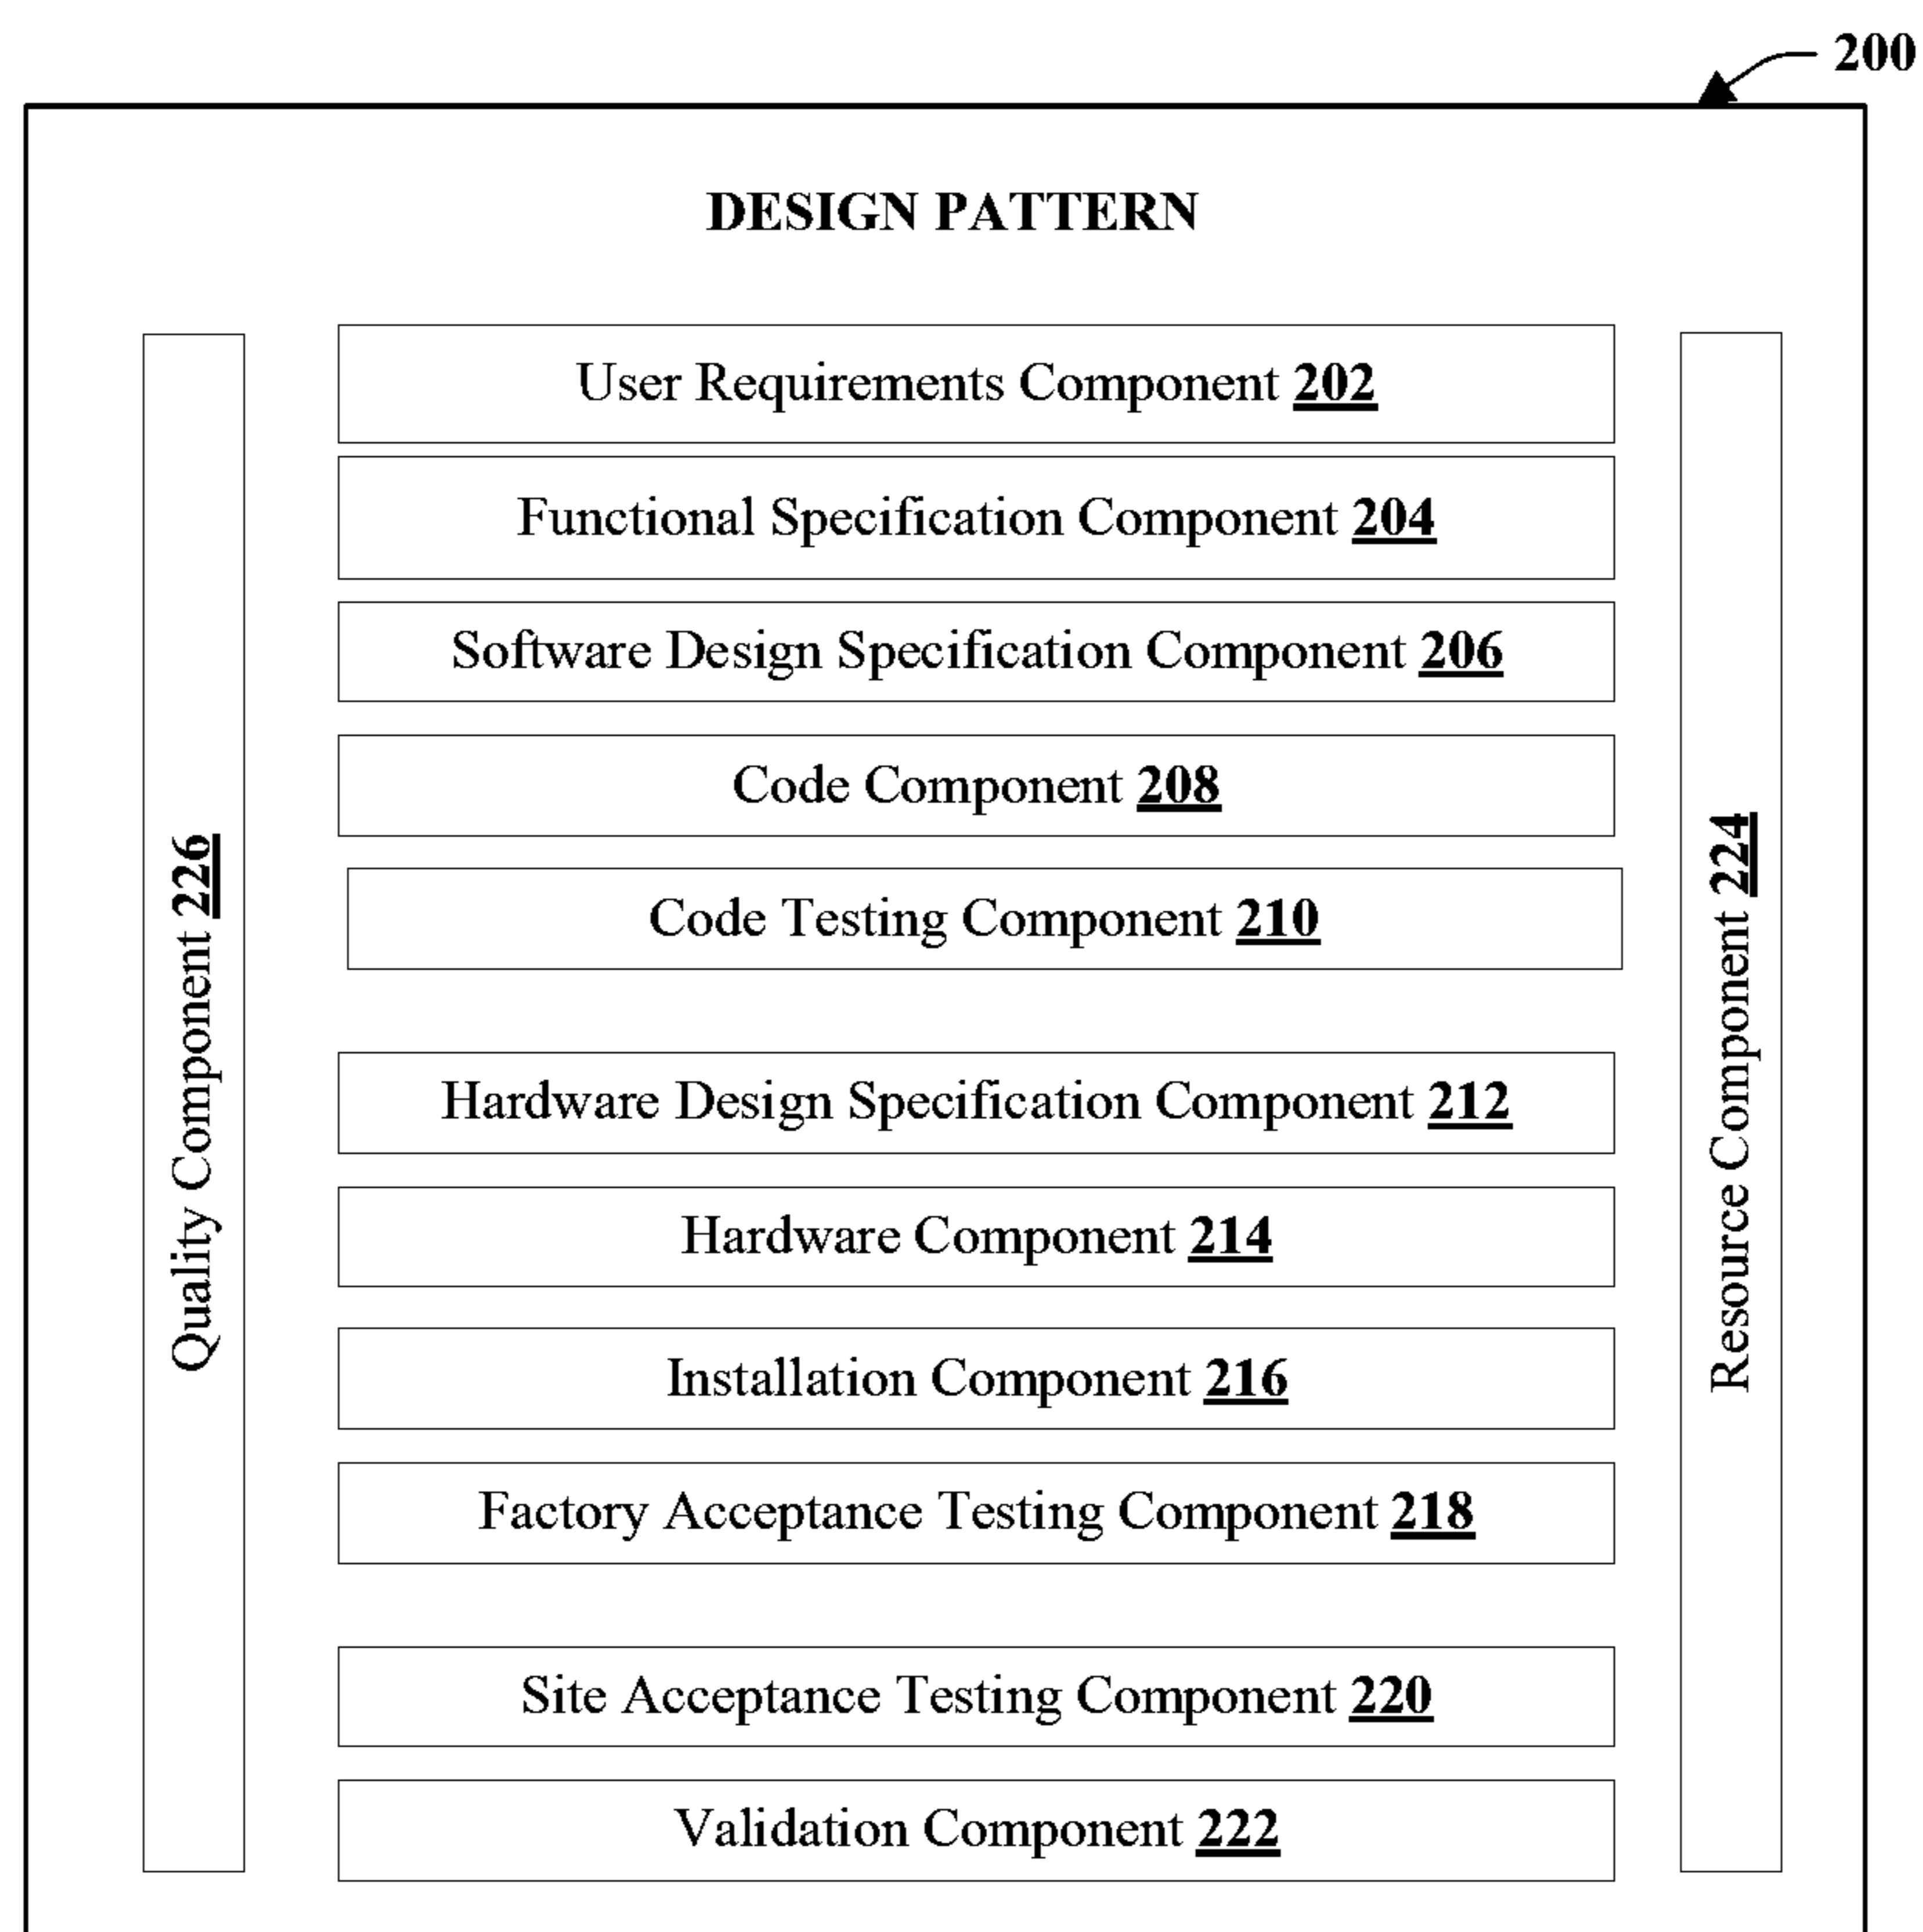 200
DESIGN PATTERN
User Requirements Component 202
Functional Specification Component 204
Software Design Specification Component 206
Code Component 208
Code Testing Component 210
Hardware Design Specification Component 212
Hardware Component 214
Installation Component 216
Factory Acceptance Testing Component 218
Site Acceptance Testing Component 220
Validation Component 222
Quality Component 226
Resource Component 224